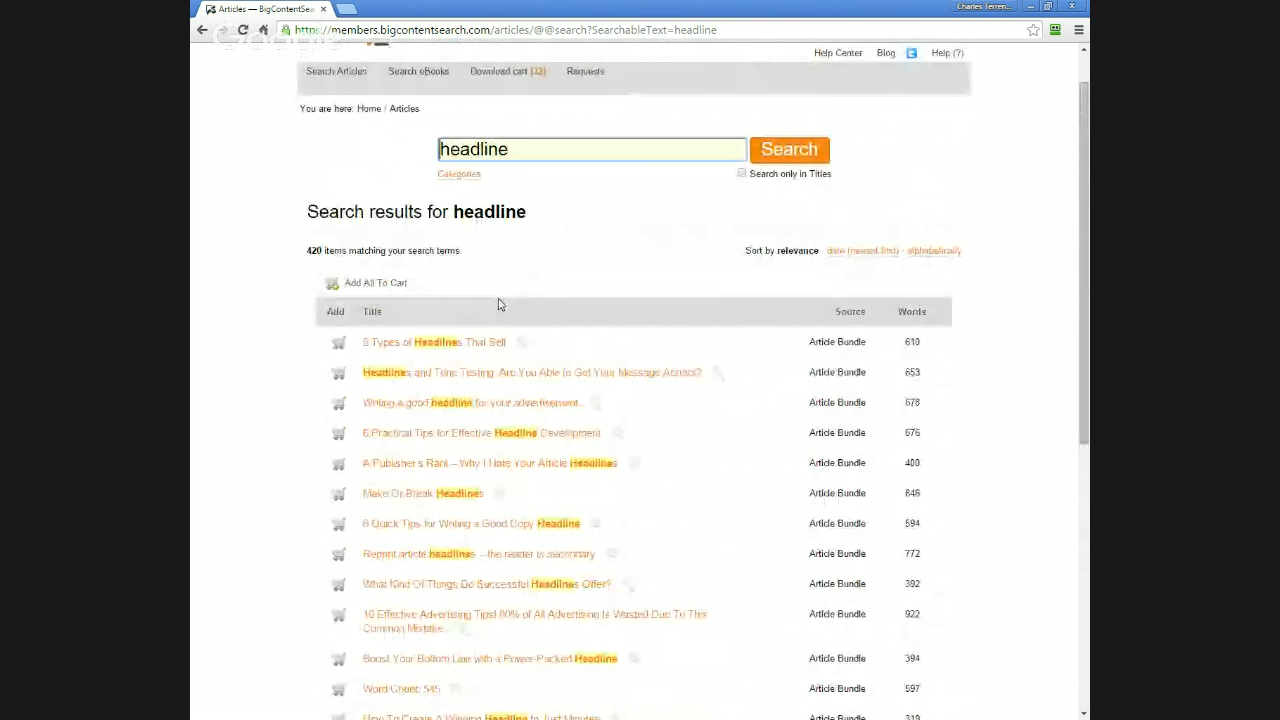 Articles — BigContentSea
Charles Terren...
https://members.bigcontentsearch.com/articles/@@search?SearchableText=headline
Help Center Blog Help (?)
Search Articles Search eBooks Download cart (32) Requests
You are here: Home / Articles
headline Search
Categories Search only in Titles
Search results for headline
420 items matching your search terms. Sort by relevance date (newest first) · alphabetically
Add All To Cart
Add Title Source Words
Types of Headlines That Sell Article Bundle 610
Headlines and Time Testing: Are You Able to Get Your Message Across? Article Bundle 653
Writing a good headline for your advertisement. Article Bundle 678
6 Practical Tips for Effective Headline Development Article Bundle 676
A Publisher's Rant – Why I Hate Your Article Headlines Article Bundle 400
Make Or Break Headlines Article Bundle 846
Quick Tips for Writing a Good Copy Headline Article Bundle 594
Reprint article headlines – the reader is secondary Article Bundle 772
What Kind Of Things Do Successful Headlines Offer? Article Bundle 392
10 Effective Advertising Tips! 80% of All Advertising Is Wasted Due To This Article Bundle 922
Common Mistake.
Boost Your Bottom Line with a Power-Packed Headline Article Bundle 394
Word Count: 545 Article Bundle 597
How To Create A Winning Headline In Just Minutes Article Bundle 319